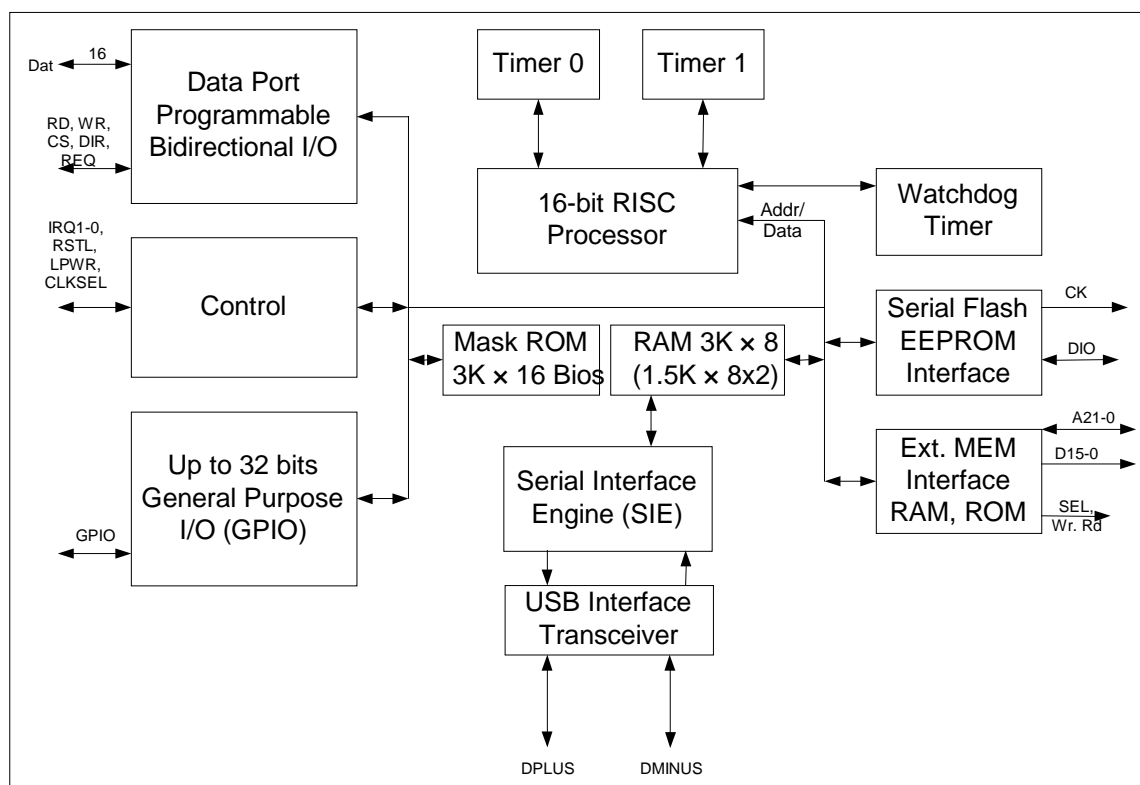 Dat
16
Data Port
Programmable
Bidirectional I/O
RD, WR,
CS, DIR,
REQ
Timer 0
Timer 1
16-bit RISC
Processor
Addr/
Data
Watchdog
Timer
IRQ1-0,
RSTL,
LPWR,
CLKSEL
Control
Mask ROM
3K × 16 Bios
RAM 3K × 8
(1.5K × 8x2)
Serial Flash
EEPROM
Interface
CK
DIO
Up to 32 bits
General Purpose
I/O (GPIO)
GPIO
Serial Interface
Engine (SIE)
Ext. MEM
Interface
RAM, ROM
A21-0
D15-0
SEL,
Wr. Rd
USB Interface
Transceiver
DPLUS
DMINUS